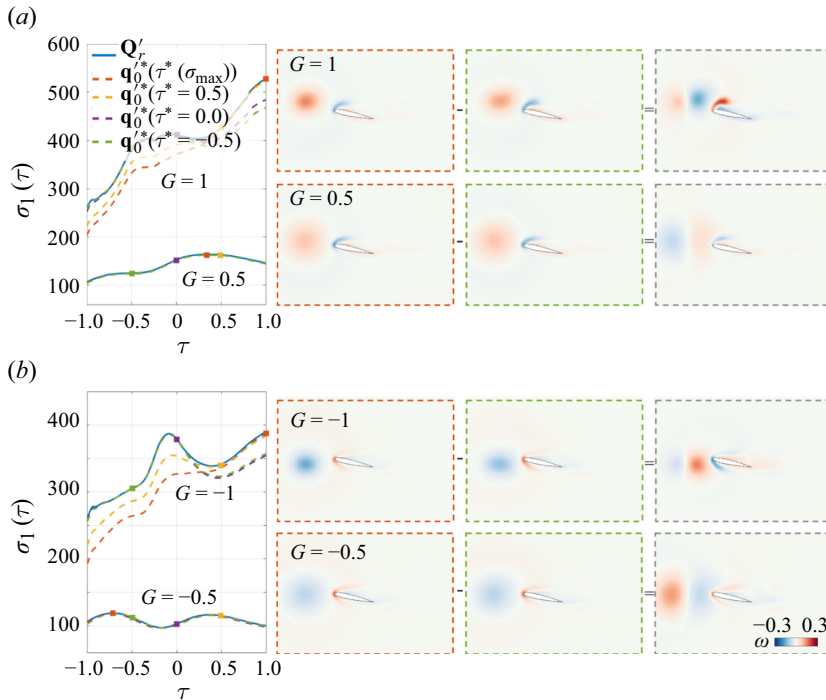 (a)
600
500
400
300
200
100
σ₁ (τ)
Q′ᵣ
q′₀*(τ* (σmax))
q′₀*(τ* = 0.5)
q′₀*(τ* = 0.0)
q′₀*(τ* = −0.5)
G = 1
G = 0.5
−1.0 −0.5 0 0.5 1.0
τ
G = 1
- =
G = 0.5
- =
(b)
400
300
350
200
100
σ₁ (τ)
G = −1
G = −0.5
−1.0 −0.5 0 0.5 1.0
τ
G = −1
- =
G = −0.5
- =
−0.3 0.3
ω